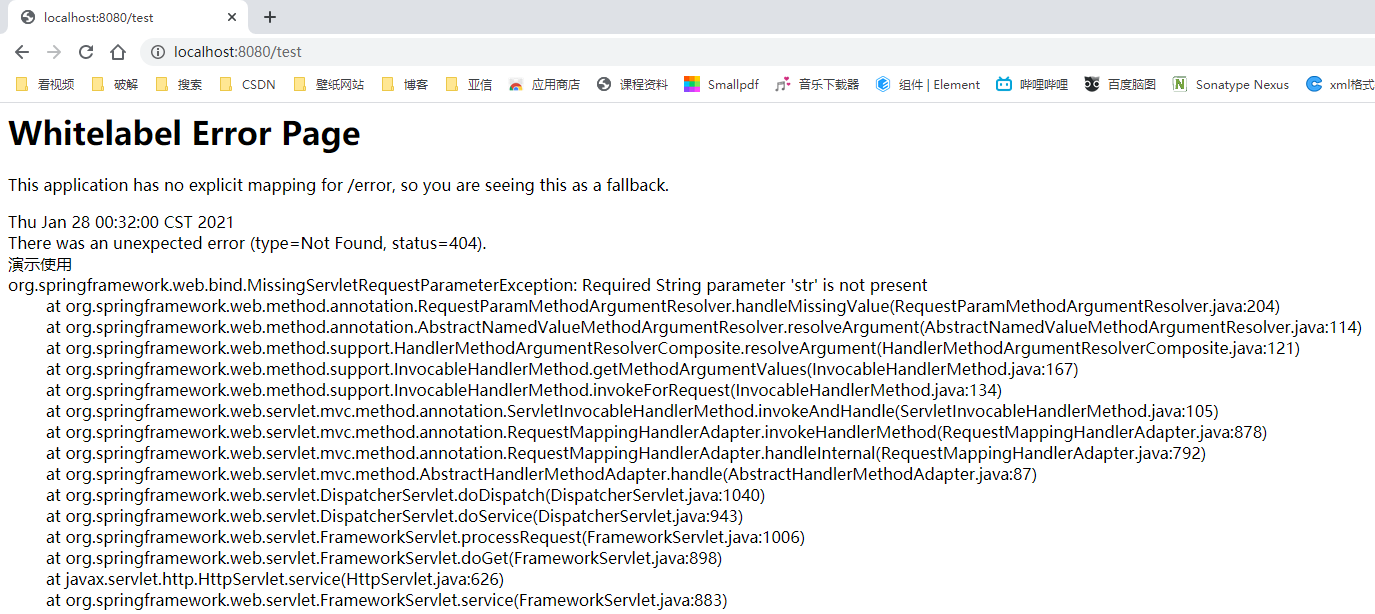 localhost:8080/test
localhost:8080/test
看视频 破解 搜索 CSDN 壁纸网站 博客 亚信 应用商店 课程资料 Smallpdf 音乐下载器 组件 | Element 哔哩哔哩 百度脑图 Sonatype Nexus xml格式
Whitelabel Error Page
This application has no explicit mapping for /error, so you are seeing this as a fallback.
Thu Jan 28 00:32:00 CST 2021
There was an unexpected error (type=Not Found, status=404).
演示使用
org.springframework.web.bind.MissingServletRequestParameterException: Required String parameter 'str' is not present
at org.springframework.web.method.annotation.RequestParamMethodArgumentResolver.handleMissingValue(RequestParamMethodArgumentResolver.java:204)
at org.springframework.web.method.annotation.AbstractNamedValueMethodArgumentResolver.resolveArgument(AbstractNamedValueMethodArgumentResolver.java:114)
at org.springframework.web.method.support.HandlerMethodArgumentResolverComposite.resolveArgument(HandlerMethodArgumentResolverComposite.java:121)
at org.springframework.web.method.support.InvocableHandlerMethod.getMethodArgumentValues(InvocableHandlerMethod.java:167)
at org.springframework.web.method.support.InvocableHandlerMethod.invokeForRequest(InvocableHandlerMethod.java:134)
at org.springframework.web.servlet.mvc.method.annotation.ServletInvocableHandlerMethod.invokeAndHandle(ServletInvocableHandlerMethod.java:105)
at org.springframework.web.servlet.mvc.method.annotation.RequestMappingHandlerAdapter.invokeHandlerMethod(RequestMappingHandlerAdapter.java:878)
at org.springframework.web.servlet.mvc.method.annotation.RequestMappingHandlerAdapter.handleInternal(RequestMappingHandlerAdapter.java:792)
at org.springframework.web.servlet.mvc.method.AbstractHandlerMethodAdapter.handle(AbstractHandlerMethodAdapter.java:87)
at org.springframework.web.servlet.DispatcherServlet.doDispatch(DispatcherServlet.java:1040)
at org.springframework.web.servlet.DispatcherServlet.doService(DispatcherServlet.java:943)
at org.springframework.web.servlet.FrameworkServlet.processRequest(FrameworkServlet.java:1006)
at org.springframework.web.servlet.FrameworkServlet.doGet(FrameworkServlet.java:898)
at javax.servlet.http.HttpServlet.service(HttpServlet.java:626)
at org.springframework.web.servlet.FrameworkServlet.service(FrameworkServlet.java:883)